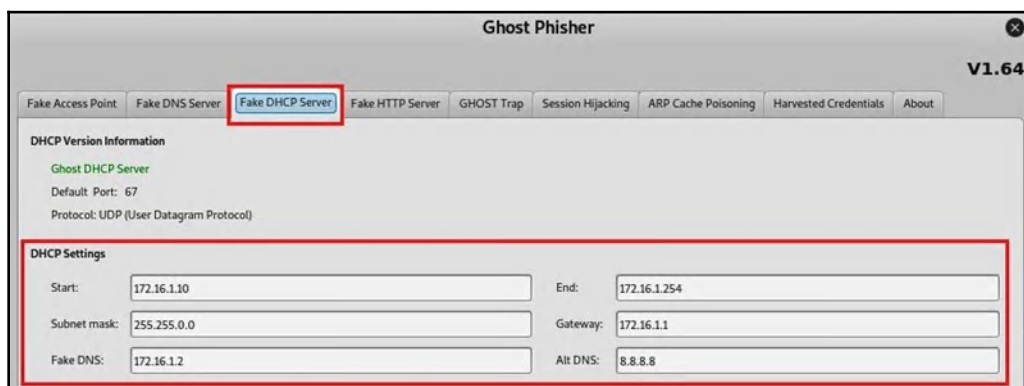 Ghost Phisher
V1.64
Fake Access Point Fake DNS Server Fake DHCP Server Fake HTTP Server GHOST Trap Session Hijacking ARP Cache Poisoning Harvested Credentials About
DHCP Version Information
Ghost DHCP Server
Default Port: 67
Protocol: UDP (User Datagram Protocol)
DHCP Settings
Start: 172.16.1.10 End: 172.16.1.254
Subnet mask: 255.255.0.0 Gateway: 172.16.1.1
Fake DNS: 172.16.1.2 Alt DNS: 8.8.8.8